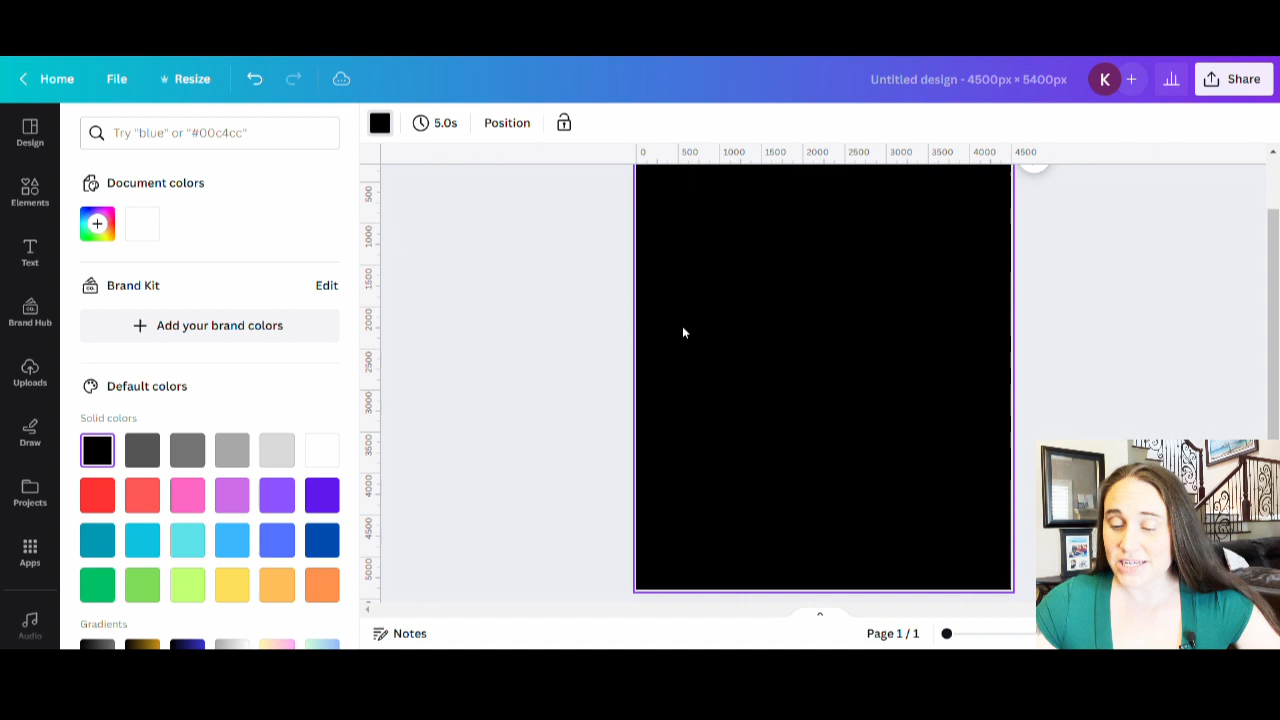 Home
File
Resize
Untitled design - 4500px × 5400px
K
Share
Design
Elements
Text
Brand Hub
Uploads
Draw
Projects
Apps
Audio
Try "blue" or "#00c4cc"
Document colors
Brand Kit
Edit
CO.
Add your brand colors
Default colors
Solid colors
Gradients
5.0s
Position
0 500 1000 1500 2000 2500 3000 3500 4000 4500
500
1000
1500
2000
2500
3000
3500
4000
4500
5000
Notes
Page 1 / 1